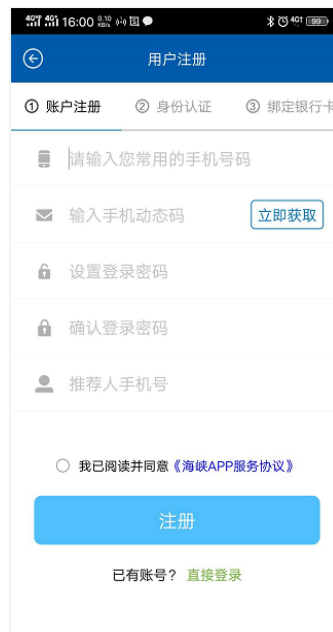 16:00
用户注册
① 账户注册 ② 身份认证 ③ 绑定银行卡
请输入您常用的手机号码
输入手机动态码 立即获取
设置登录密码
确认登录密码
推荐人手机号
我已阅读并同意《海峡APP服务协议》
注册
已有账号? 直接登录